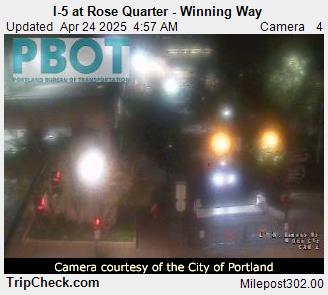 I-5 at Rose Quarter - Winning Way
Updated Apr 24 2025 4:57 AM Camera 4
PBOT
PORTLAND BUREAU OF TRANSPORTATION
Camera courtesy of the City of Portland
TripCheck.com Milepost302.00